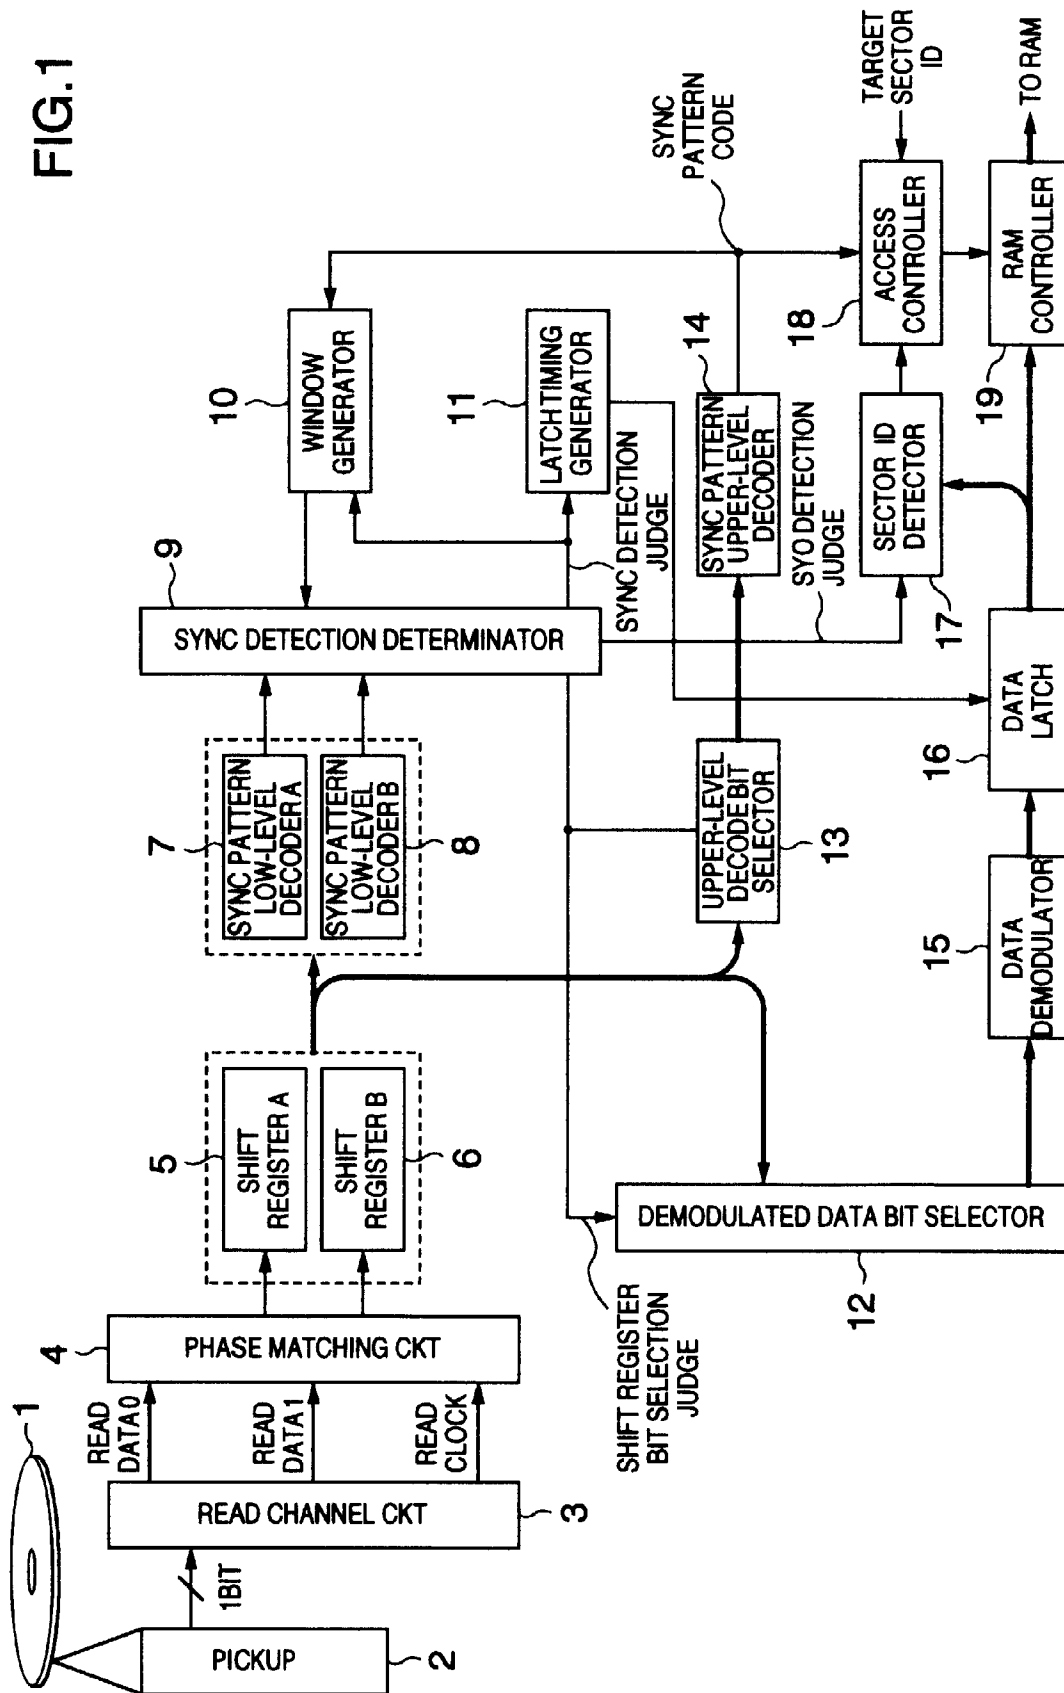 FIG.1
1
PICKUP
2
1BIT
READ CHANNEL CKT
3
READ
DATA0
READ
DATA1
READ
CLOCK
4
PHASE MATCHING CKT
5
SHIFT
REGISTER A
SHIFT
REGISTER B
6
7
SYNC PATTERN
LOW-LEVEL
DECODER A
SYNC PATTERN
LOW-LEVEL
DECODER B
8
9
SYNC DETECTION DETERMINATOR
10
WINDOW
GENERATOR
11
LATCH TIMING
GENERATOR
SYNC DETECTION
JUDGE
SHIFT REGISTER
BIT SELECTION
JUDGE
DEMODULATED DATA BIT SELECTOR
12
UPPER-LEVEL
DECODE BIT
SELECTOR
13
14
SYNC PATTERN
UPPER-LEVEL
DECODER
SYNC
PATTERN
CODE
SYO DETECTION
JUDGE
15
DATA
DEMODULATOR
16
DATA
LATCH
17
SECTOR ID
DETECTOR
18
ACCESS
CONTROLLER
TARGET
SECTOR
ID
19
RAM
CONTROLLER
TO RAM